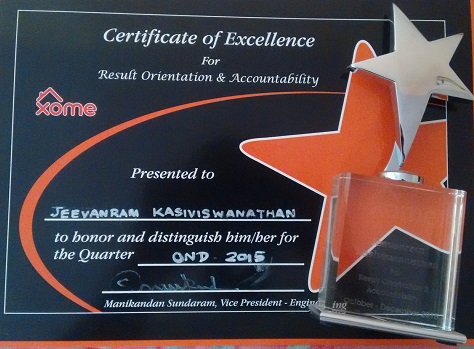 Certificate of Excellence
For
Result Orientation & Accountability
xome
Presented to
JEEVANRAM KASIVISWANATHAN
to honor and distinguish him/her for
the Quarter OND 2015
Manikandan Sundaram, Vice President - Engin ing